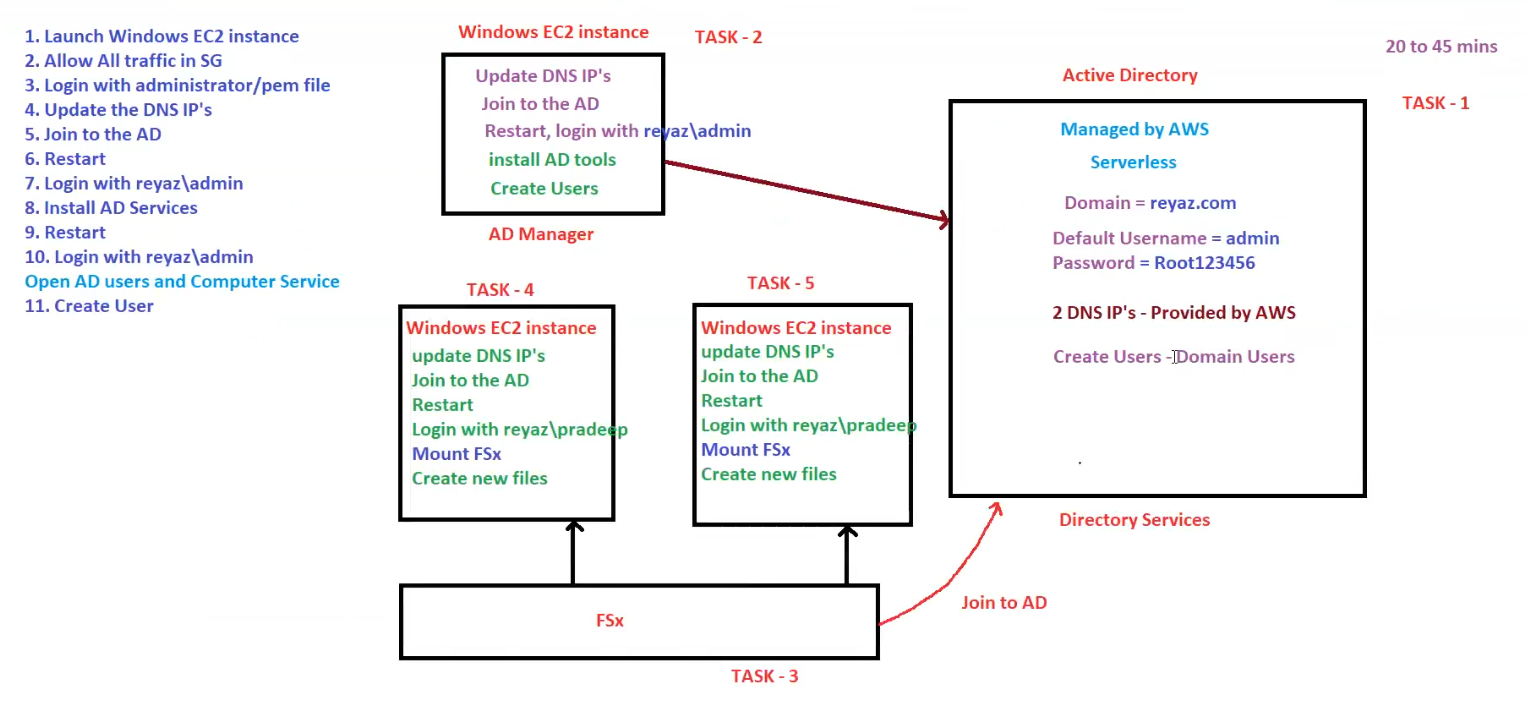 1. Launch Windows EC2 instance
2. Allow All traffic in SG
3. Login with administrator/pem file
4. Update the DNS IP's
5. Join to the AD
6. Restart
7. Login with reyaz\admin
8. Install AD Services
9. Restart
10. Login with reyaz\admin
Open AD users and Computer Service
11. Create User
Windows EC2 instance
TASK - 2
Update DNS IP's
Join to the AD
Restart, login with reyaz\admin
install AD tools
Create Users
AD Manager
20 to 45 mins
Active Directory
TASK - 1
Managed by AWS
Serverless
Domain = reyaz.com
Default Username = admin
Password = Root123456
2 DNS IP's - Provided by AWS
Create Users - Domain Users
Directory Services
TASK - 4
Windows EC2 instance
update DNS IP's
Join to the AD
Restart
Login with reyaz\pradeep
Mount FSx
Create new files
TASK - 5
Windows EC2 instance
update DNS IP's
Join to the AD
Restart
Login with reyaz\pradeep
Mount FSx
Create new files
FSx
Join to AD
TASK - 3